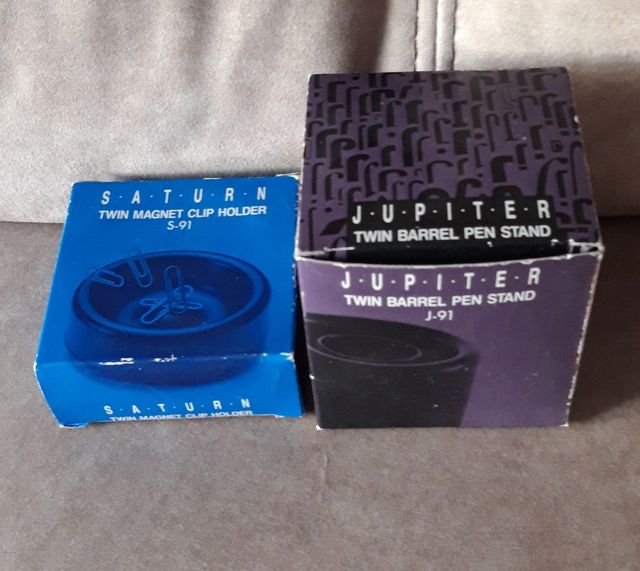 S·A·T·U·R·N
TWIN MAGNET CLIP HOLDER
S-91
S·A·T·U·R·N
TWIN MAGNET CLIP HOLDER
J·U·P·I·T·E·R
TWIN BARREL PEN STAND
J·U·P·I·T·E·R
TWIN BARREL PEN STAND
J-91